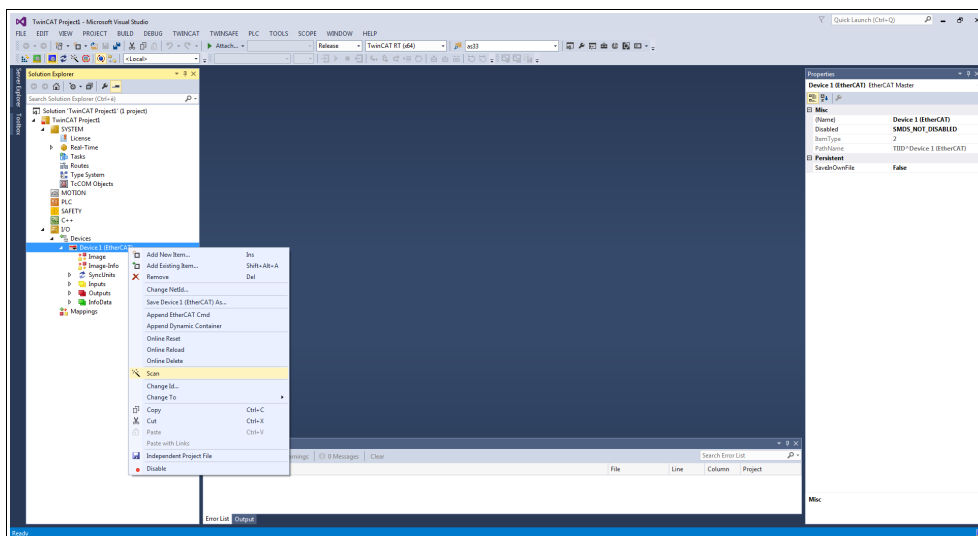 TwinCAT Project1 - Microsoft Visual Studio
Quick Launch (Ctrl+Q)
FILE EDIT VIEW PROJECT BUILD DEBUG TWINCAT TWINSAFE PLC TOOLS SCOPE WINDOW HELP
Attach... Release TwinCAT RT (x64) as33
<Local>
Server Explorer
Toolbox
Solution Explorer
Search Solution Explorer (Ctrl+è)
Solution 'TwinCAT Project1' (1 project)
TwinCAT Project1
SYSTEM
License
Real-Time
Tasks
Routes
Type System
TcCOM Objects
MOTION
PLC
SAFETY
C++
I/O
Devices
Device 1 (EtherCAT)
Image
Image-Info
SyncUnits
Inputs
Outputs
InfoData
Mappings
Add New Item... Ins
Add Existing Item... Shift+Alt+A
Remove Del
Change NetId...
Save Device 1 (EtherCAT) As...
Append EtherCAT Cmd
Append Dynamic Container
Online Reset
Online Reload
Online Delete
Scan
Change Id...
Change To
Copy Ctrl+C
Cut Ctrl+X
Paste Ctrl+V
Paste with Links
Independent Project File
Disable
0 Messages Clear
Search Error List
File Line Column Project
Error List Output
Properties
Device 1 (EtherCAT) EtherCAT Master
Misc
(Name) Device 1 (EtherCAT)
Disabled SMDS_NOT_DISABLED
ItemType 2
PathName TIID^Device 1 (EtherCAT)
Persistent
SaveInOwnFile False
Misc
Ready